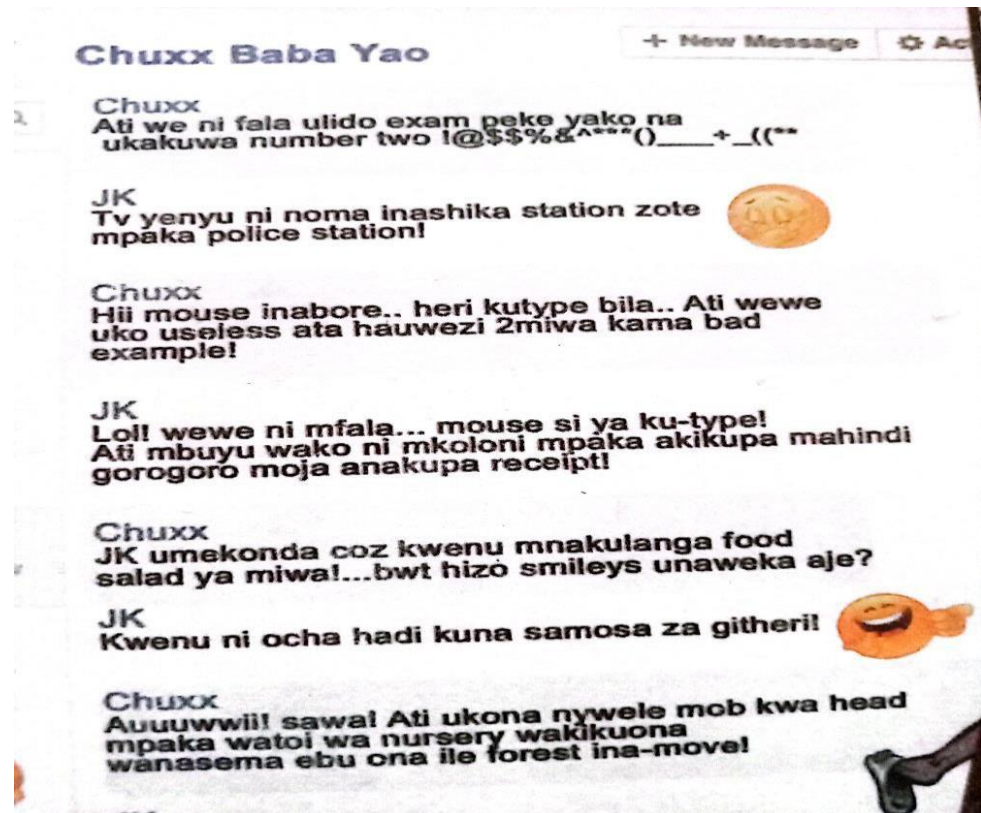 Chuxx Baba Yao
+ New Message
Chuxx
Ati we ni fala ulido exam peke yako na
ukakuwa number two !@$$%&^***()____+_((**
JK
Tv yenyu ni noma inashika station zote
mpaka police station!
Chuxx
Hii mouse inabore.. heri kutype bila.. Ati wewe
uko useless ata hauwezi 2miwa kama bad
example!
JK
Lol! wewe ni mfala... mouse si ya ku-type!
Ati mbuyu wako ni mkoloni mpaka akikupa mahindi
gorogoro moja anakupa receipt!
Chuxx
JK umekonda coz kwenu mnakulanga food
salad ya miwa!...bwt hizo smileys unaweka aje?
JK
Kwenu ni ocha hadi kuna samosa za githeri!
Chuxx
Auuuwwii! sawa! Ati ukona nywele mob kwa head
mpaka watoi wa nursery wakikuona
wanasema ebu ona ile forest ina-move!